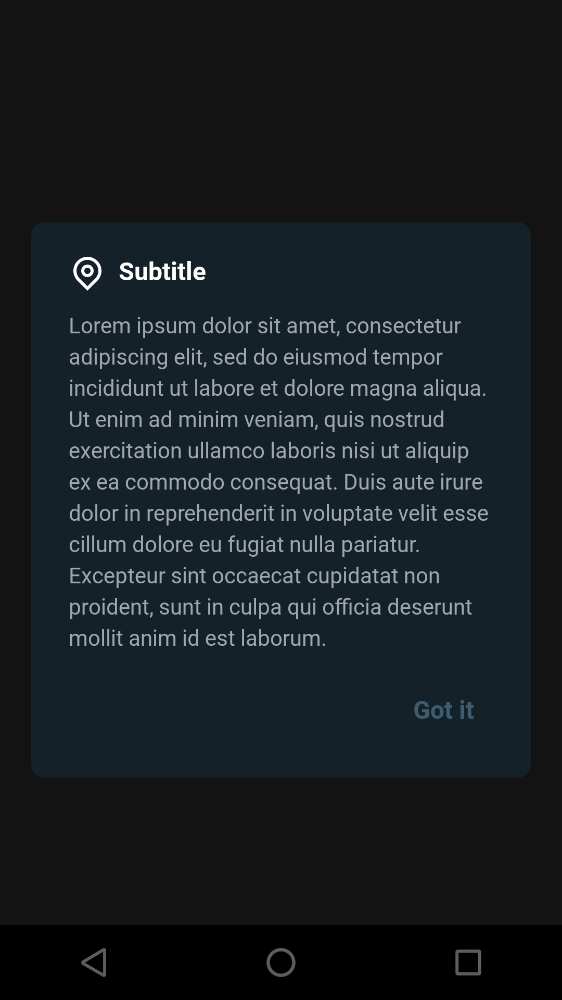 Subtitle
Lorem ipsum dolor sit amet, consectetur
adipiscing elit, sed do eiusmod tempor
incididunt ut labore et dolore magna aliqua.
Ut enim ad minim veniam, quis nostrud
exercitation ullamco laboris nisi ut aliquip
ex ea commodo consequat. Duis aute irure
dolor in reprehenderit in voluptate velit esse
cillum dolore eu fugiat nulla pariatur.
Excepteur sint occaecat cupidatat non
proident, sunt in culpa qui officia deserunt
mollit anim id est laborum.
Got it